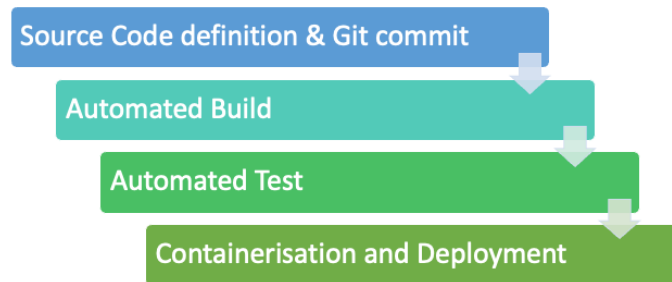 Source Code definition & Git commit
Automated Build
Automated Test
Containerisation and Deployment